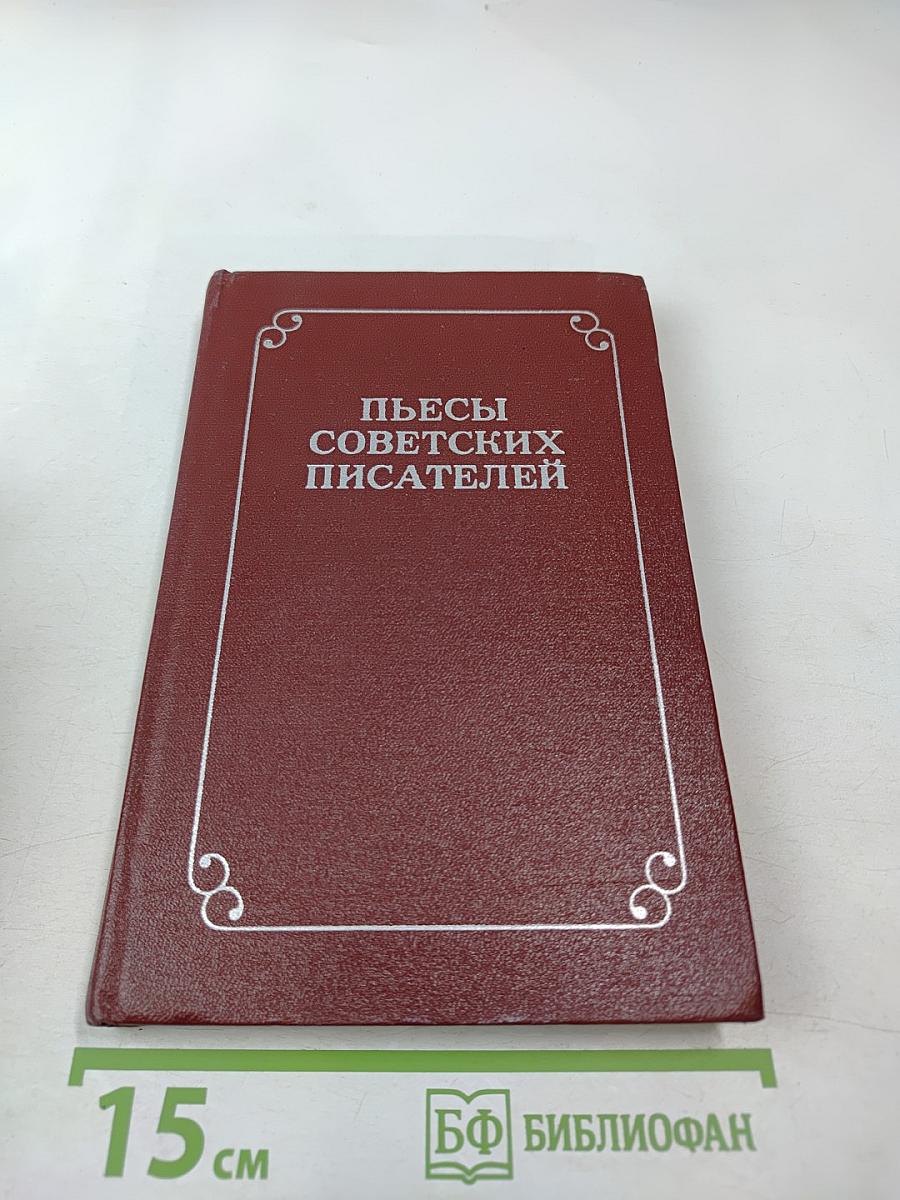 ПЬЕСЫ
СОВЕТСКИХ
ПИСАТЕЛЕЙ
15 см
БФ БИБЛИОФАН